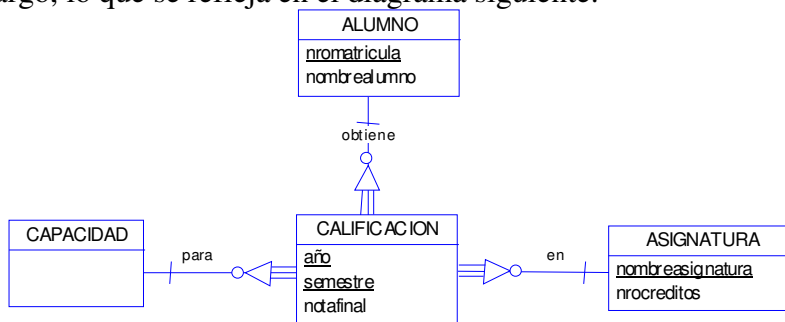 argo, lo que se refleja en el diagrama siguiente.
ALUMNO
nromatricula
nombrealumno
obtiene
CAPACIDAD
para
CALIFICACION
año
semestre
notafinal
en
ASIGNATURA
nombreasignatura
nrocreditos